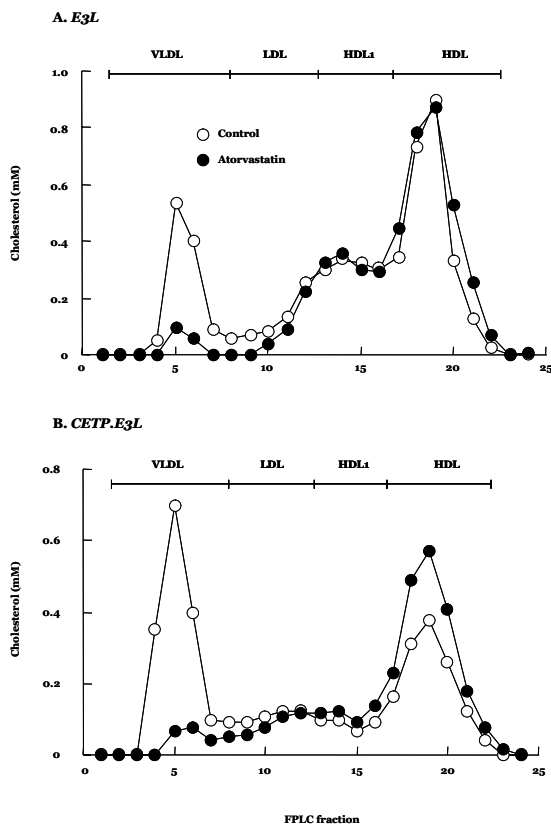 A. E3L
VLDL LDL HDL1 HDL
1.0
Control
0.8
Atorvastatin
0.6
Cholesterol (mM)
0.4
0.2
0
0 5 10 15 20 25
B. CETP.E3L
0.8
VLDL LDL HDL1 HDL
0.6
Cholesterol (mM)
0.4
0.2
0
0 5 10 15 20 25
FPLC fraction